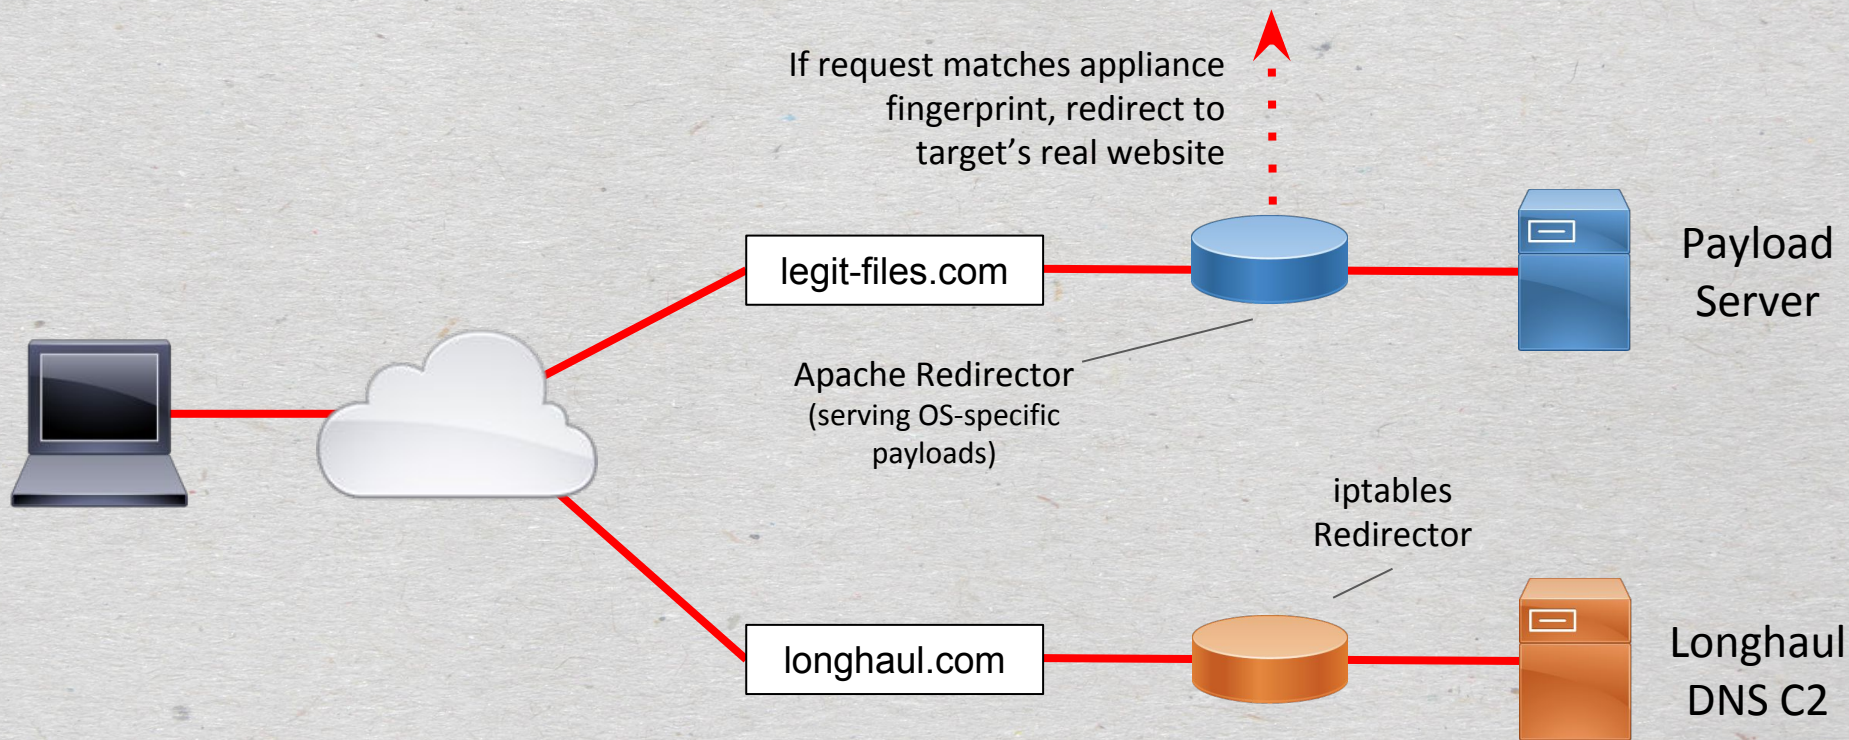 If request matches appliance
fingerprint, redirect to
target's real website
legit-files.com
Payload
Server
Apache Redirector
(serving OS-specific
payloads)
iptables
Redirector
longhaul.com
Longhaul
DNS C2